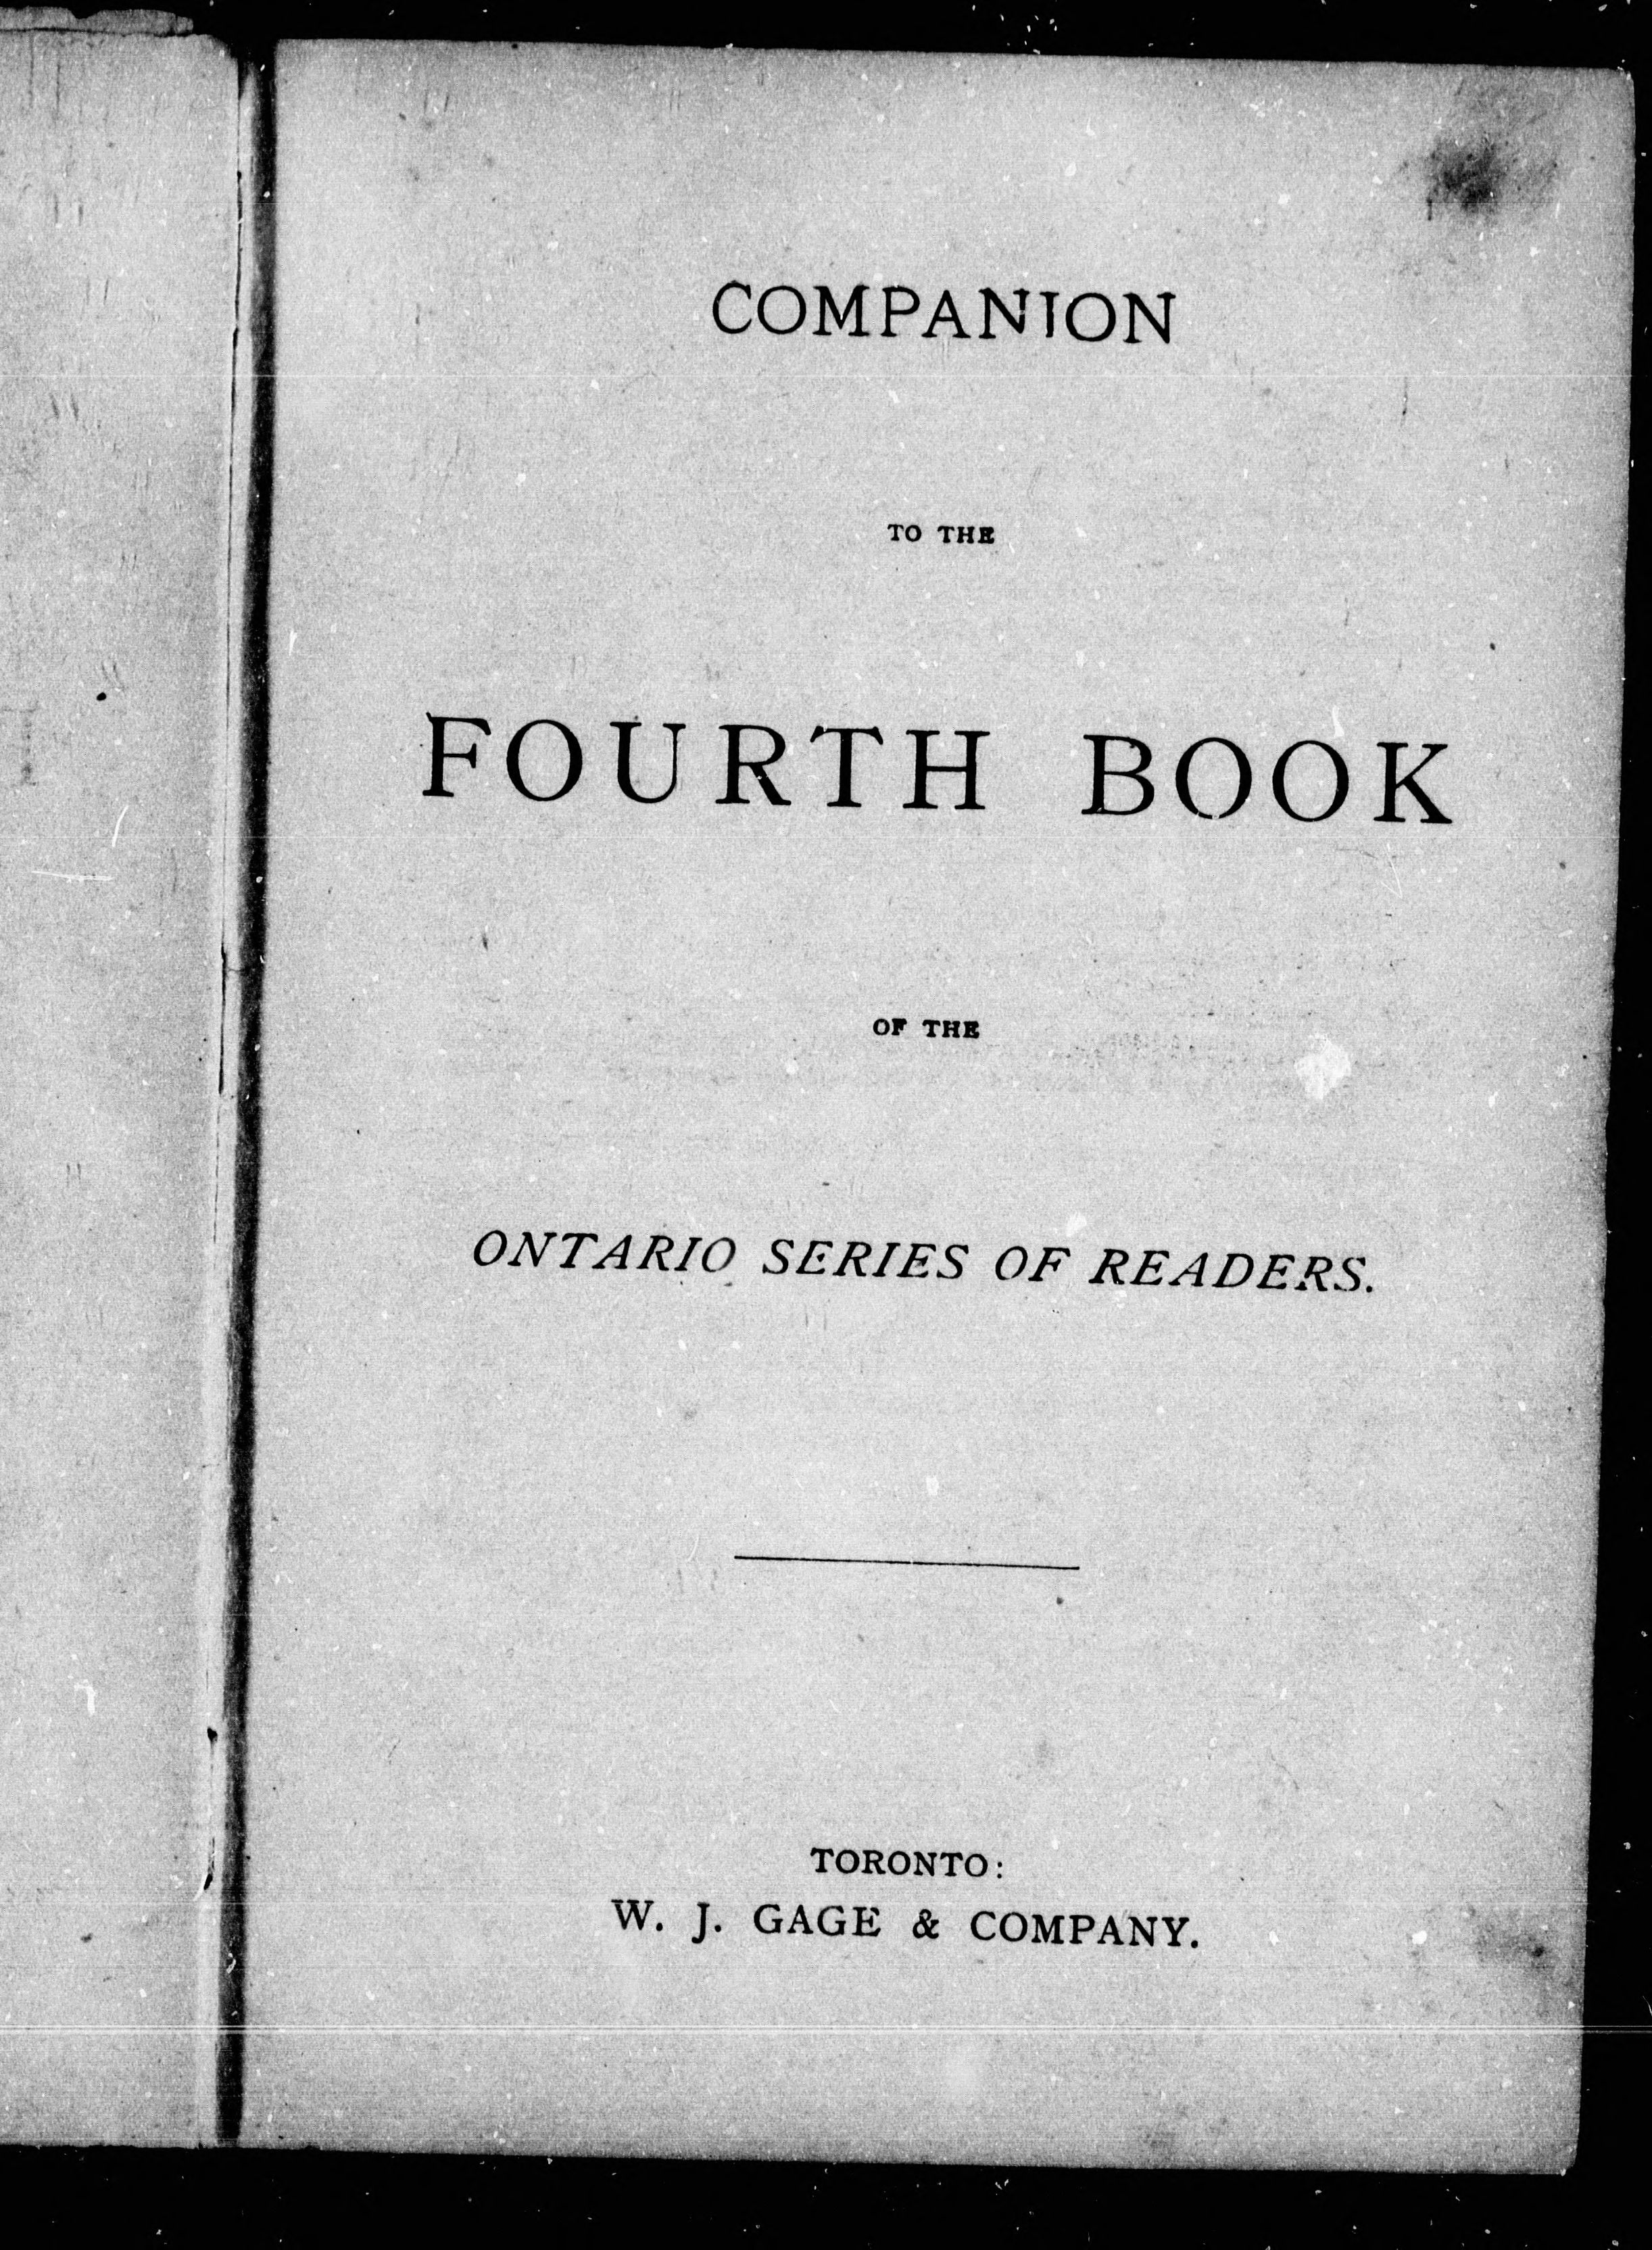 COMPANION
TO THE
FOURTH BOOK
OF THE
ONTARIO SERIES OF READERS.
TORONTO:
W. J. GAGE & COMPANY.